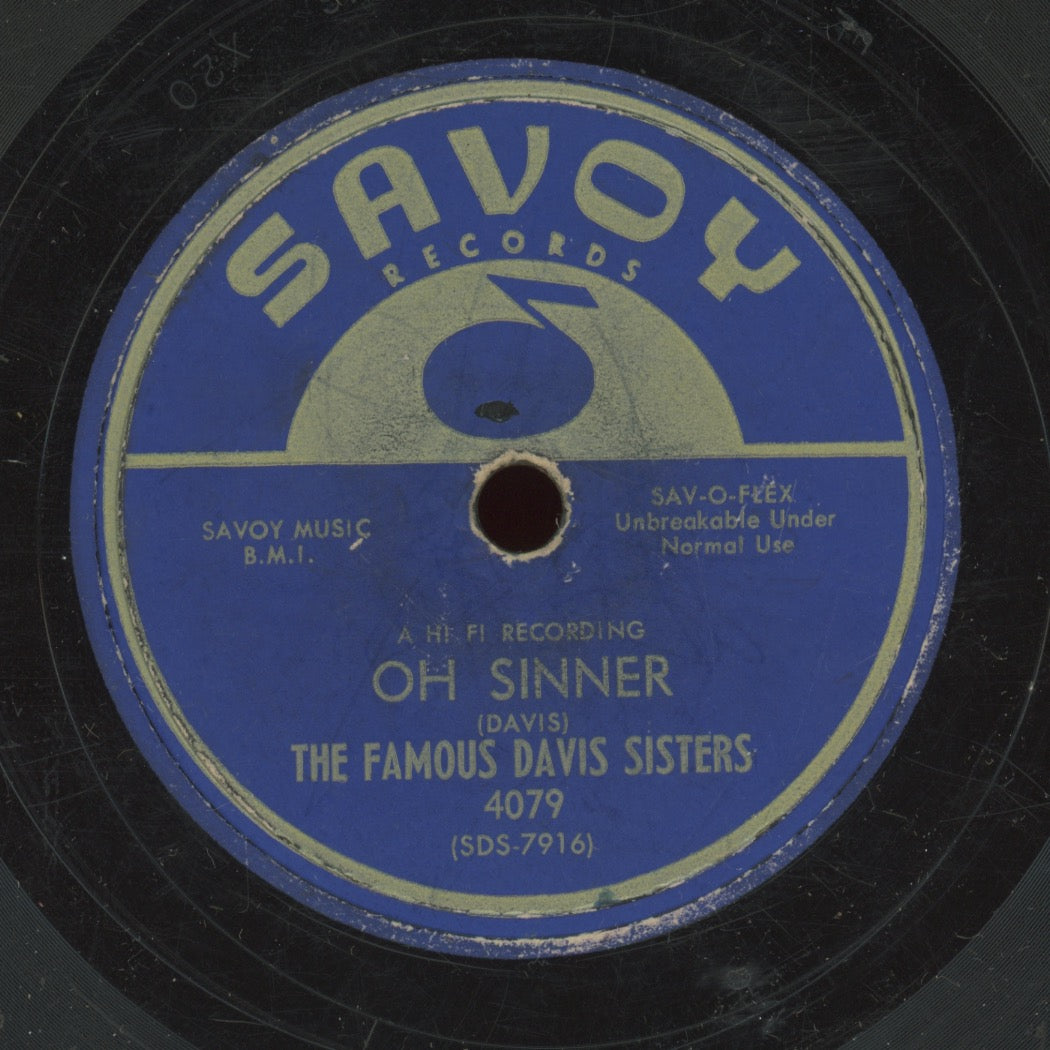 SAVOY
RECORDS
SAVOY MUSIC
B.M.I.
SAV-O-FLEX
Unbreakable Under
Normal Use
A HI FI RECORDING
OH SINNER
(DAVIS)
THE FAMOUS DAVIS SISTERS
4079
(SDS-7916)